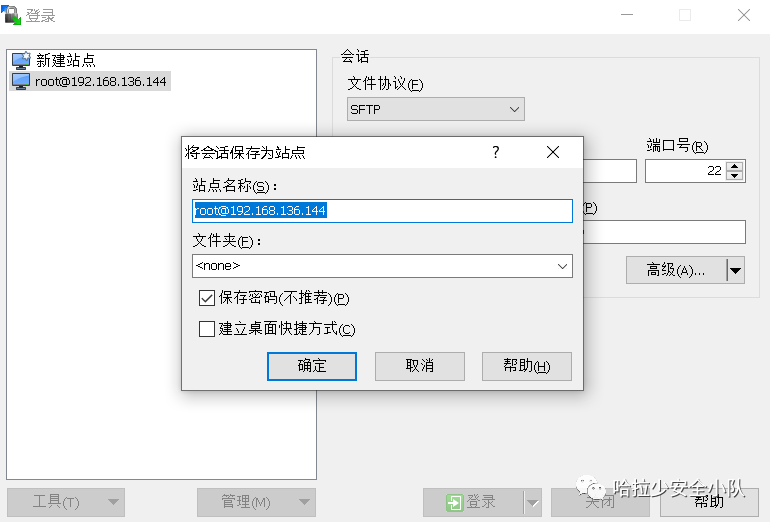 登录
新建站点
root@192.168.136.144
会话
文件协议(F)
SFTP
端口号(R)
22
(P)
高级(A)...
将会话保存为站点
?
站点名称(S)：
root@192.168.136.144
文件夹(F)：
<none>
保存密码(不推荐)(P)
建立桌面快捷方式(C)
确定
取消
帮助(H)
工具(T)
管理(M)
登录
关闭
帮助
哈拉少安全小队